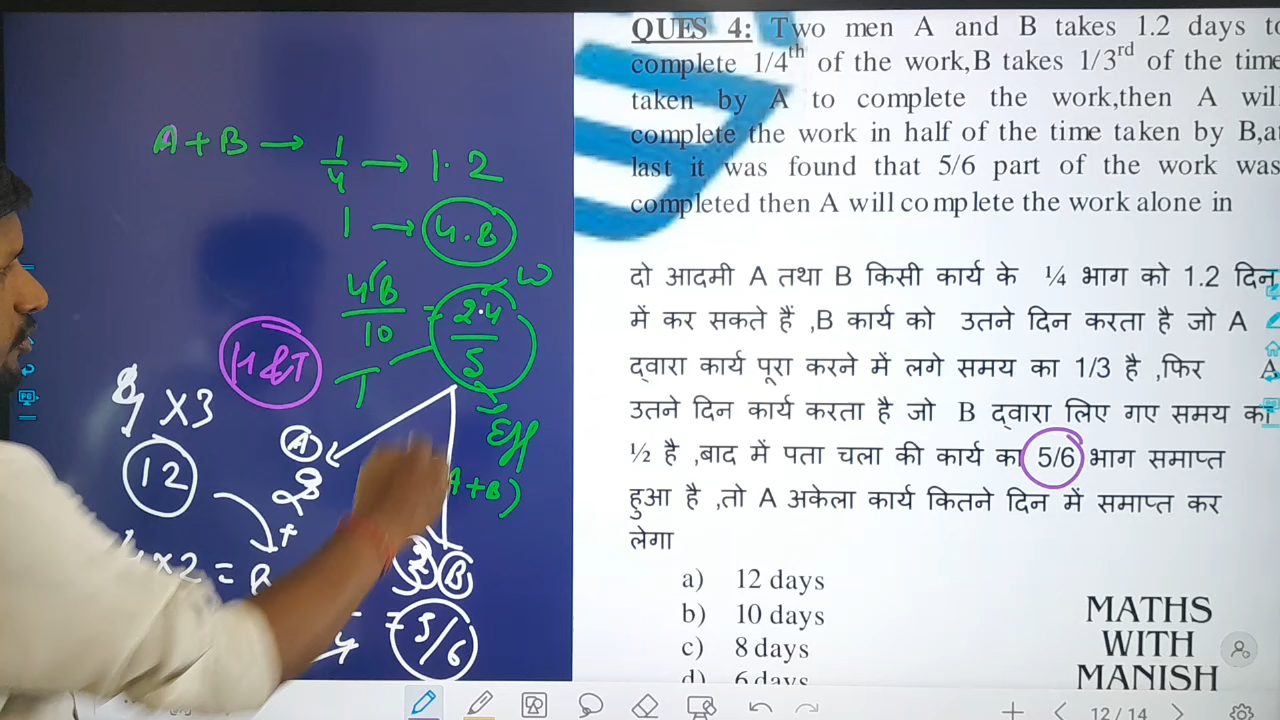 QUES 4: Two men A and B takes 1.2 days to
complete 1/4th of the work,B takes 1/3rd of the time
taken by A to complete the work,then A will
complete the work in half of the time taken by B,at
last it was found that 5/6 part of the work was
completed then A will complete the work alone in
दो आदमी A तथा B किसी कार्य के ¼ भाग को 1.2 दिन
में कर सकते हैं ,B कार्य को उतने दिन करता है जो A
द्वारा कार्य पूरा करने में लगे समय का 1/3 है ,फिर A
उतने दिन कार्य करता है जो B द्वारा लिए गए समय का
½ है ,बाद में पता चला की कार्य का 5/6 भाग समाप्त
हुआ है ,तो A अकेला कार्य कितने दिन में समाप्त कर
लेगा
a) 12 days
b) 10 days
c) 8 days
d) 6 days
MATHS
WITH
MANISH
12 / 14
A+B → 1/4 → 1.2
1 → 4.8
48/10 = 2.4/5
W
T
Eff
A+B)
H&T
×3
12
A
B
×2 =
= 5/6